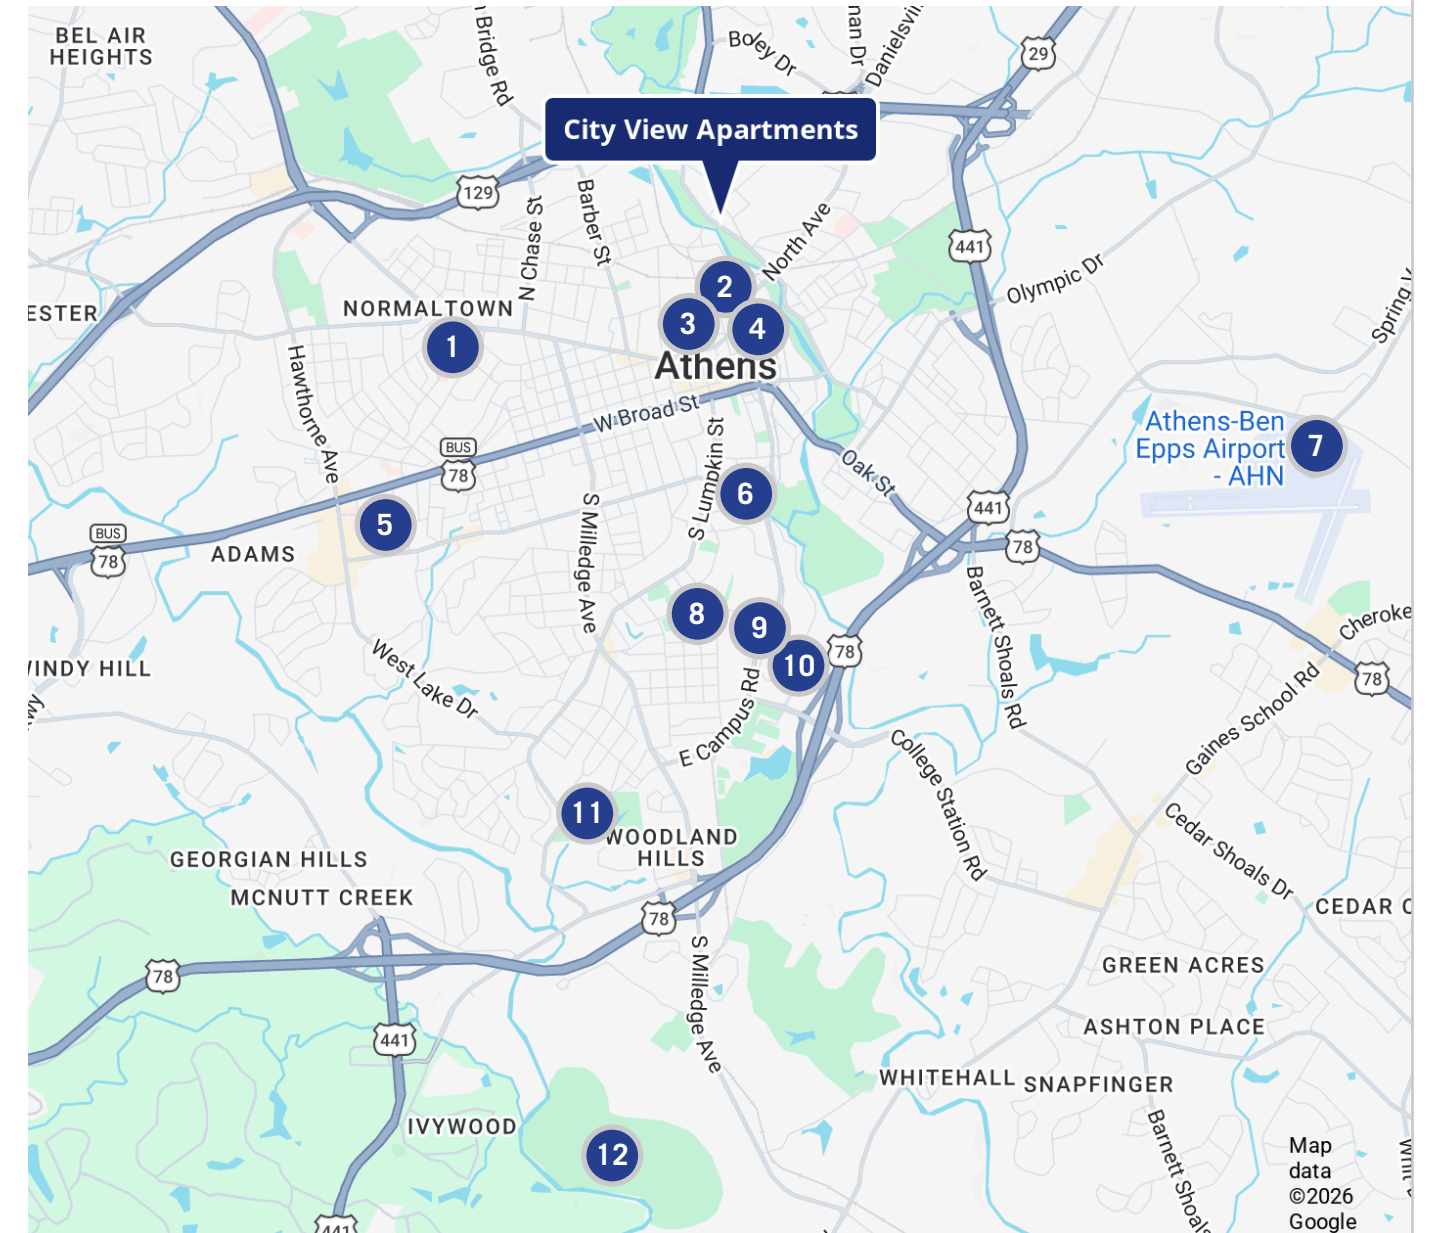 BEL AIR
HEIGHTS
Bridge Rd
Boley Dr
Danielsvil
29
City View Apartments
129
N Chase St
Barber St
North Ave
441
Olympic Dr
Spring V
ESTER
NORMALTOWN
2
3
4
1
Athens
Hawthorne Ave
W Broad St
BUS
78
S Lumpkin St
Oak St
Athens-Ben
Epps Airport
- AHN
7
6
5
S Milledge Ave
441
BUS
78
ADAMS
78
Barnett Shoals Rd
8
9
10
78
Cheroke
78
INDY HILL
West Lake Dr
E Campus Rd
Gaines School Rd
College Station Rd
11
WOODLAND
HILLS
Cedar Shoals Dr
GEORGIAN HILLS
MCNUTT CREEK
CEDAR C
78
78
S Milledge Ave
GREEN ACRES
441
ASHTON PLACE
WHITEHALL
SNAPFINGER
IVYWOOD
Barnett Shoals
12
441
Map
data
©2026
Google